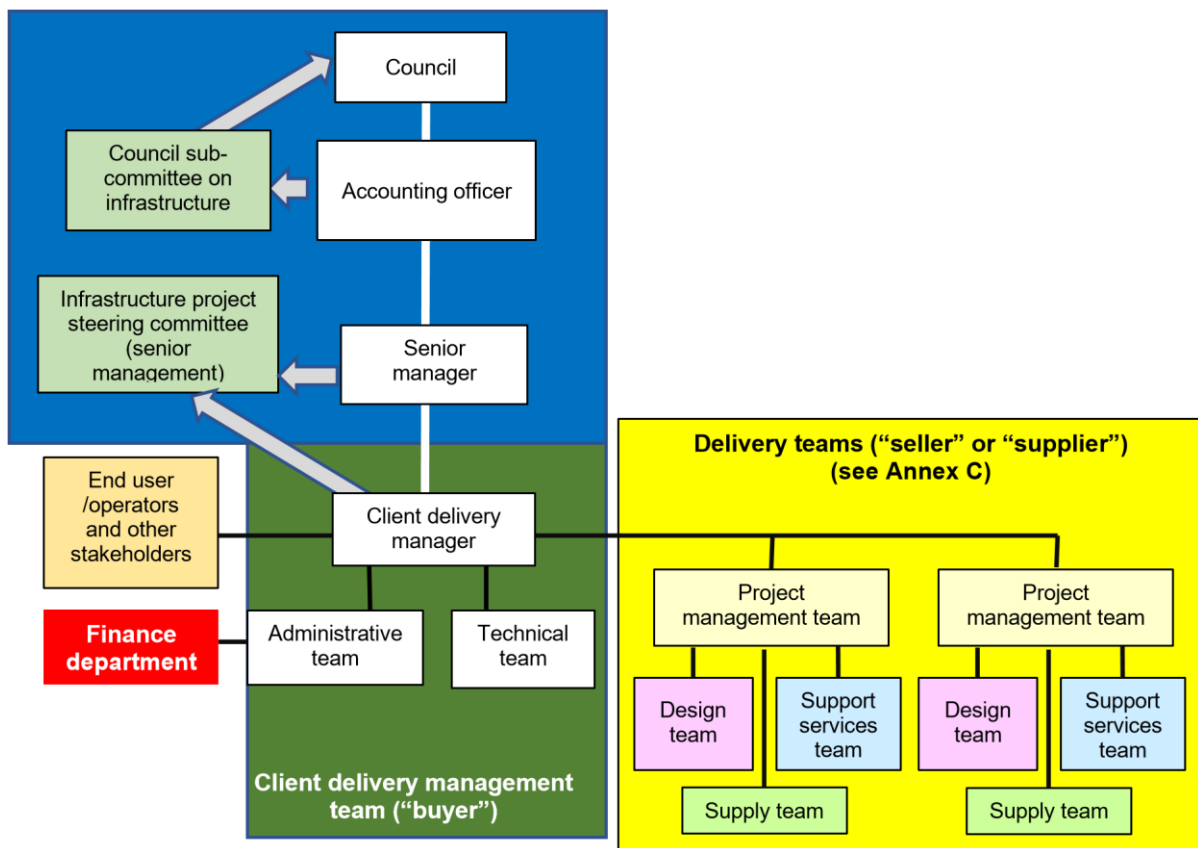 Council
Council sub-
committee on
infrastructure
Accounting officer
Infrastructure project
steering committee
(senior
management)
Senior
manager
Delivery teams (“seller” or “supplier”)
(see Annex C)
End user
/operators
and other
stakeholders
Client delivery
manager
Project
management team
Project
management team
Finance
department
Administrative
team
Technical
team
Design
team
Support
services
team
Design
team
Support
services
team
Client delivery management
team (“buyer”)
Supply team
Supply team